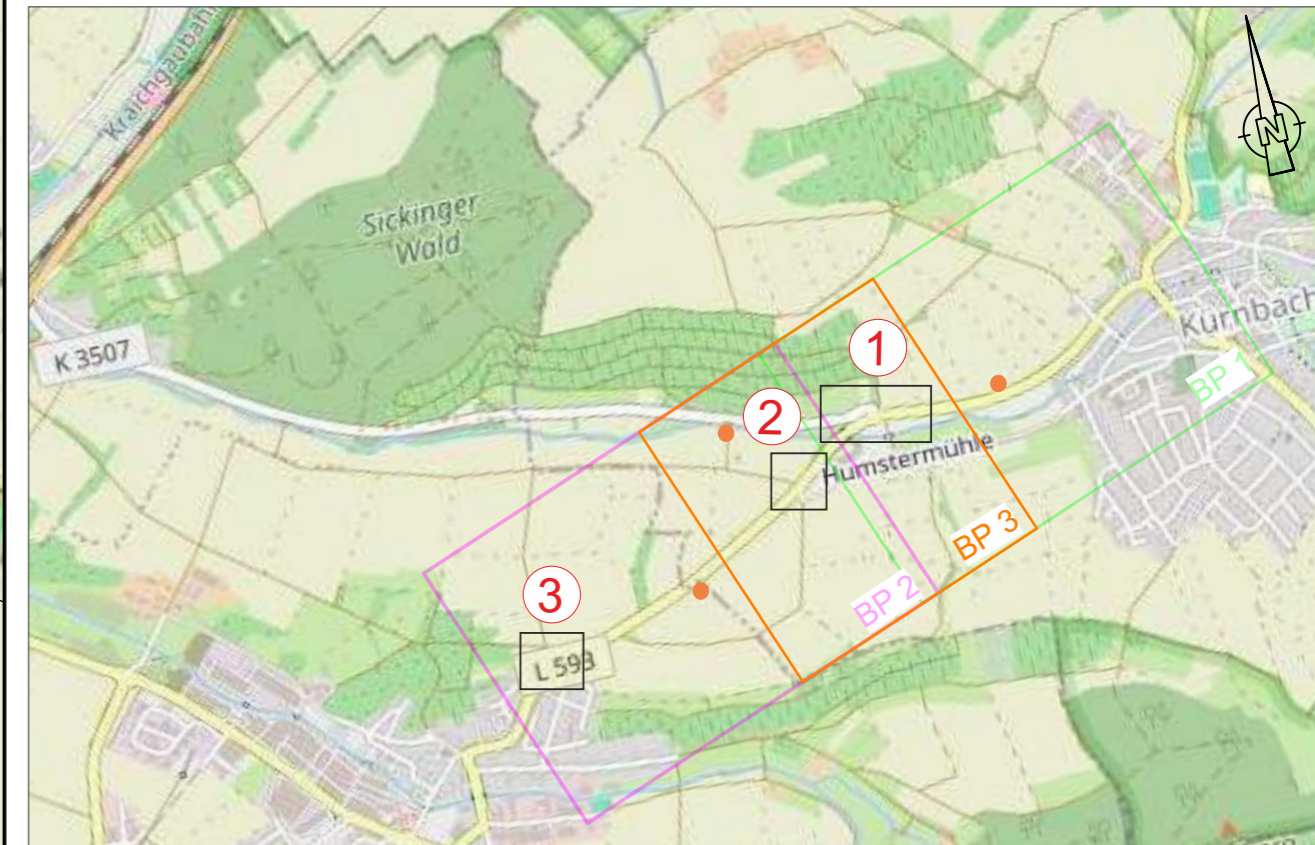 Kraichgaubahn
N
Sickinger
Wald
Kürnbach
K 3507
1
BP 1
2
Humstermühle
BP 3
BP 2
3
L 593